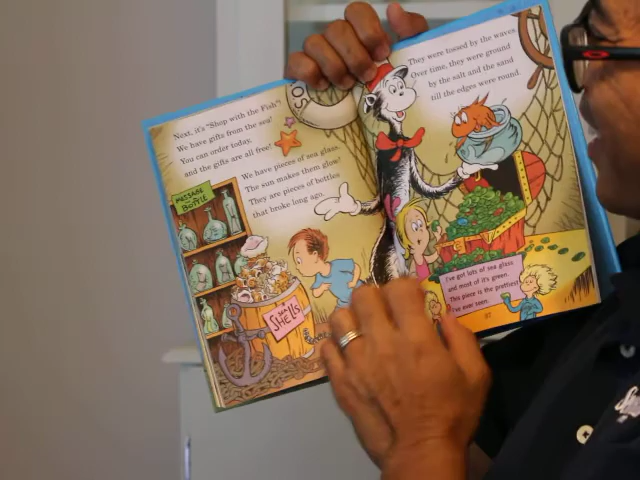 Next, it's "Shop with the Fish"!
We have gifts from the sea!
You can order today,
and the gifts are all free!
We have pieces of sea glass.
The sun makes them glow!
They are pieces of bottles
that broke long ago.
MESSAGE
in a
BOTTLE
SEA
SHELLS
SOS
They were tossed by the waves.
Over time, they were ground
by the salt and the sand
till the edges were round.
I've got lots of sea glass
and most of it's green.
This piece is the prettiest
I've ever seen.
37